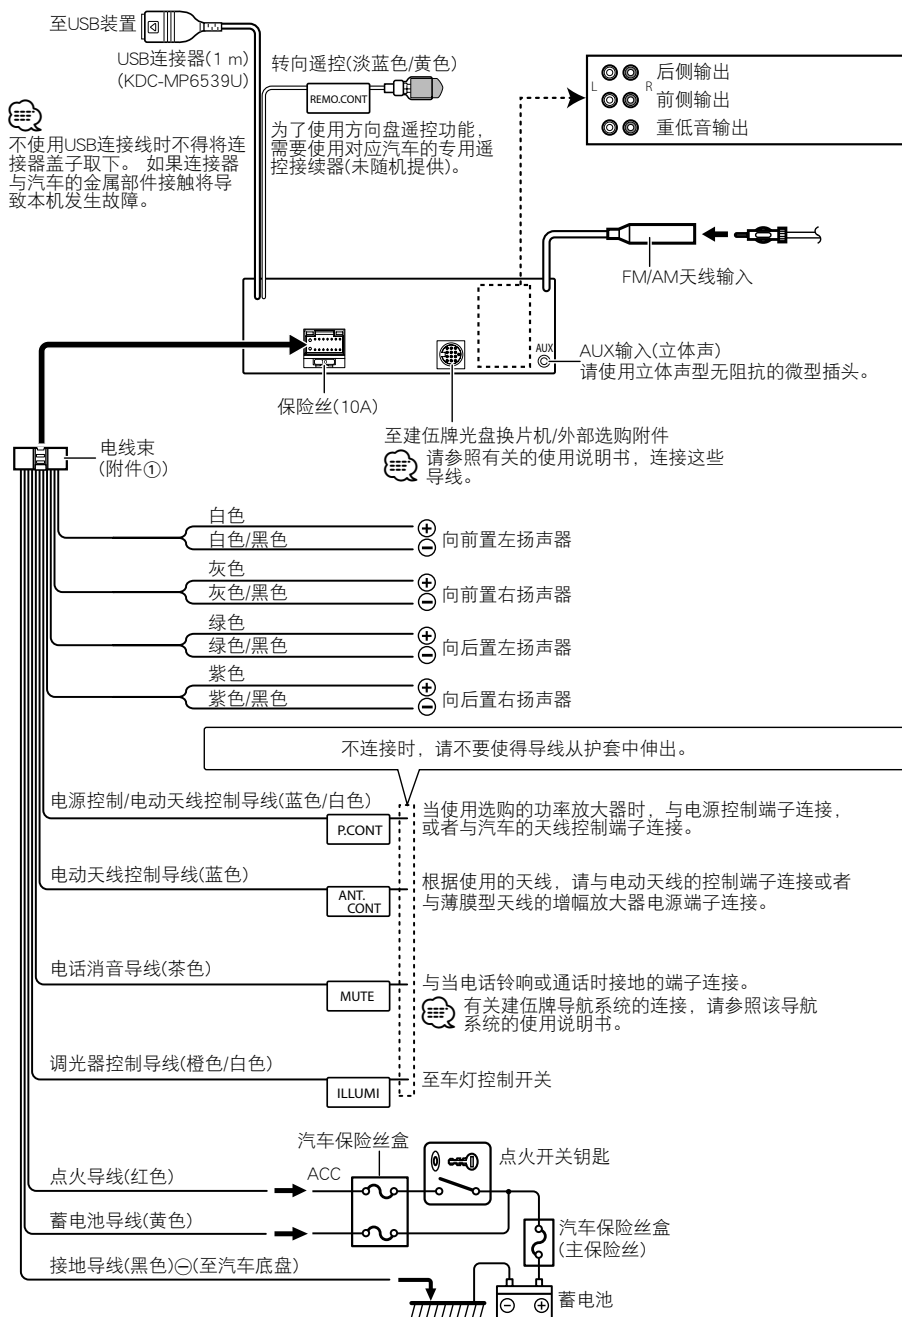 至USB装置
USB连接器(1 m)
(KDC-MP6539U)
不使用USB连接线时不得将连
接器盖子取下。 如果连接器
与汽车的金属部件接触将导
致本机发生故障。
转向遥控(淡蓝色/黄色)
REMO.CONT
为了使用方向盘遥控功能，
需要使用对应汽车的专用遥
控接续器(未随机提供)。
L
R
后侧输出
前侧输出
重低音输出
FM/AM天线输入
AUX
AUX输入(立体声)
请使用立体声型无阻抗的微型插头。
保险丝(10A)
至建伍牌光盘换片机/外部选购附件
请参照有关的使用说明书，连接这些
导线。
电线束
(附件①)
白色
白色/黑色
⊕
⊖
向前置左扬声器
灰色
灰色/黑色
⊕
⊖
向前置右扬声器
绿色
绿色/黑色
⊕
⊖
向后置左扬声器
紫色
紫色/黑色
⊕
⊖
向后置右扬声器
不连接时，请不要使得导线从护套中伸出。
电源控制/电动天线控制导线(蓝色/白色)
P.CONT
当使用选购的功率放大器时，与电源控制端子连接，
或者与汽车的天线控制端子连接。
电动天线控制导线(蓝色)
ANT.
CONT
根据使用的天线，请与电动天线的控制端子连接或者
与薄膜型天线的增幅放大器电源端子连接。
电话消音导线(茶色)
MUTE
与当电话铃响或通话时接地的端子连接。
有关建伍牌导航系统的连接，请参照该导航
系统的使用说明书。
调光器控制导线(橙色/白色)
ILLUMI
至车灯控制开关
汽车保险丝盒
ACC
点火开关钥匙
点火导线(红色)
蓄电池导线(黄色)
汽车保险丝盒
(主保险丝)
接地导线(黑色)⊖(至汽车底盘)
⊖
⊕
蓄电池